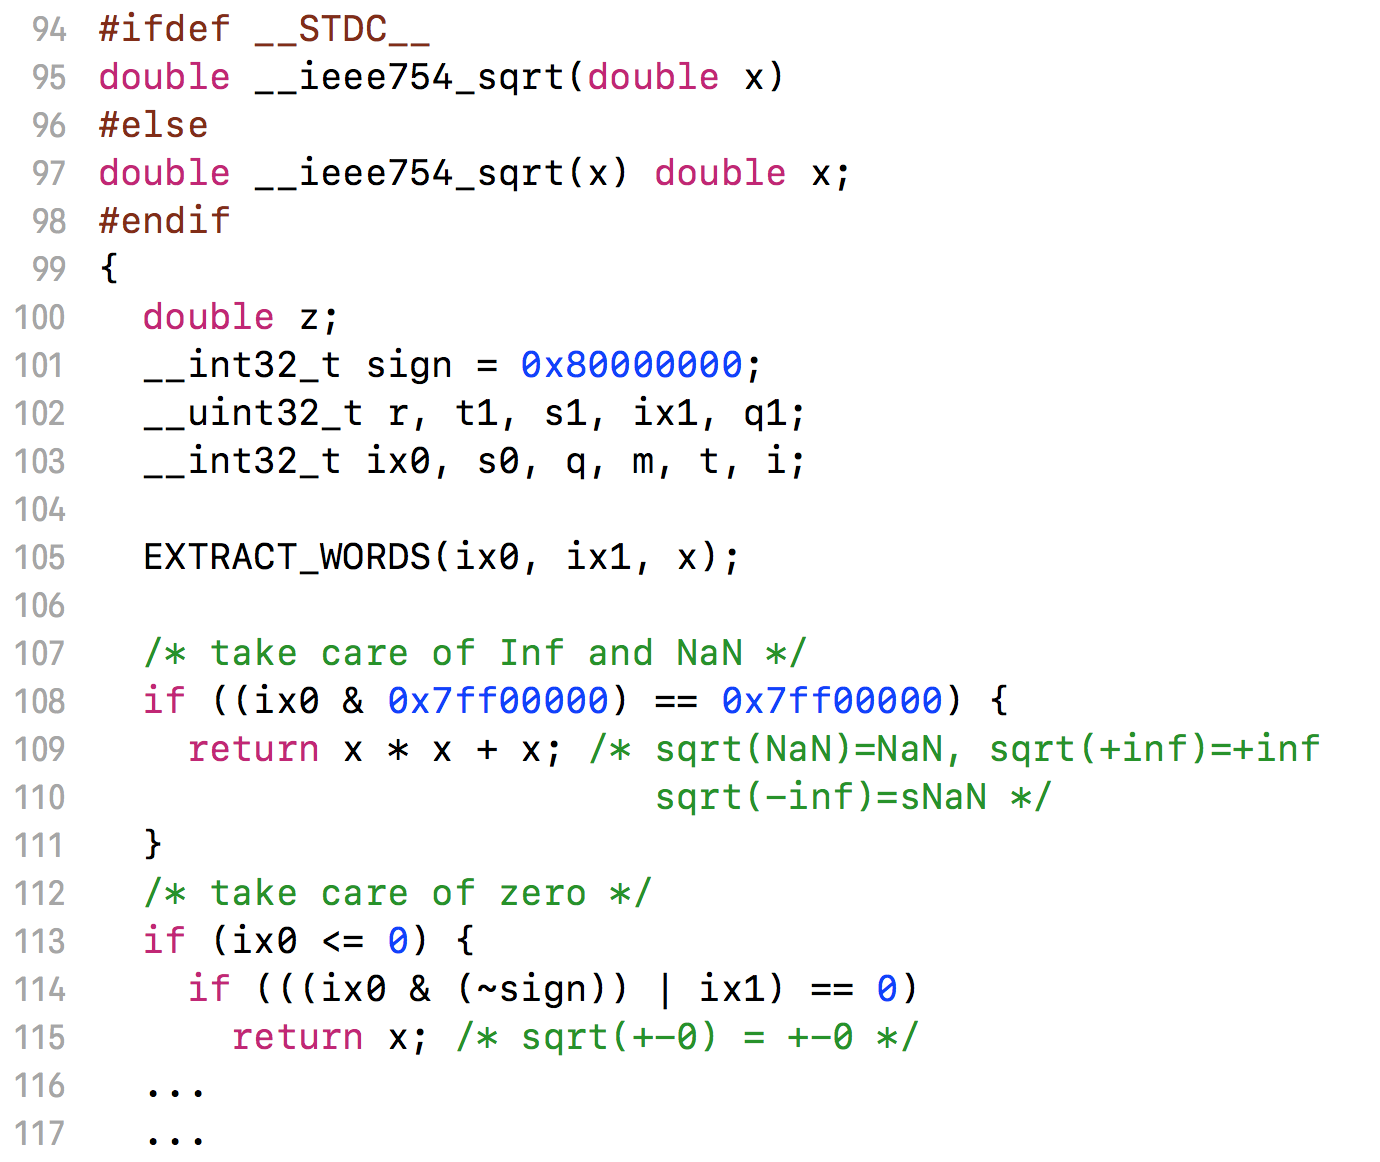 94 #ifdef __STDC__
95 double __ieee754_sqrt(double x)
96 #else
97 double __ieee754_sqrt(x) double x;
98 #endif
99 {
100   double z;
101   __int32_t sign = 0x80000000;
102   __uint32_t r, t1, s1, ix1, q1;
103   __int32_t ix0, s0, q, m, t, i;
104
105   EXTRACT_WORDS(ix0, ix1, x);
106
107   /* take care of Inf and NaN */
108   if ((ix0 & 0x7ff00000) == 0x7ff00000) {
109     return x * x + x; /* sqrt(NaN)=NaN, sqrt(+inf)=+inf
110                          sqrt(-inf)=sNaN */
111   }
112   /* take care of zero */
113   if (ix0 <= 0) {
114     if (((ix0 & (~sign)) | ix1) == 0)
115       return x; /* sqrt(+-0) = +-0 */
116   ...
117   ...